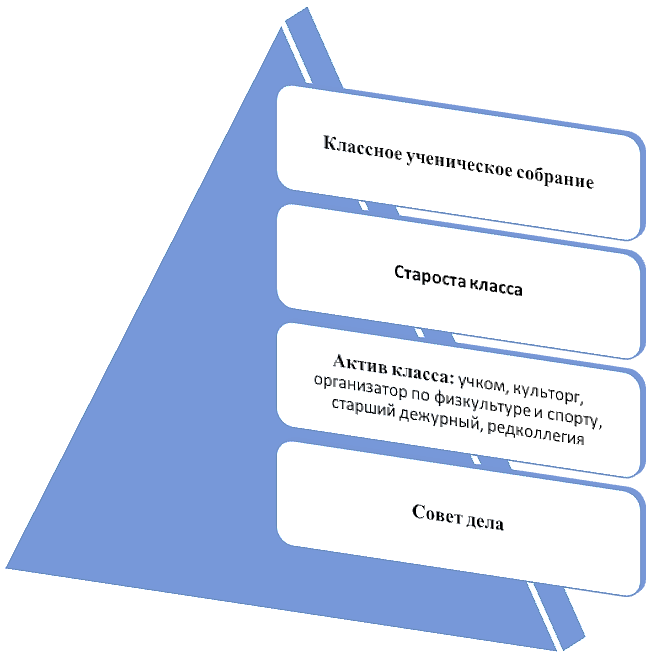 Классное ученическое собрание
Староста класса
Актив класса: учком, культорг,
организатор по физкультуре и спорту,
старший дежурный, редколлегия
Совет дела